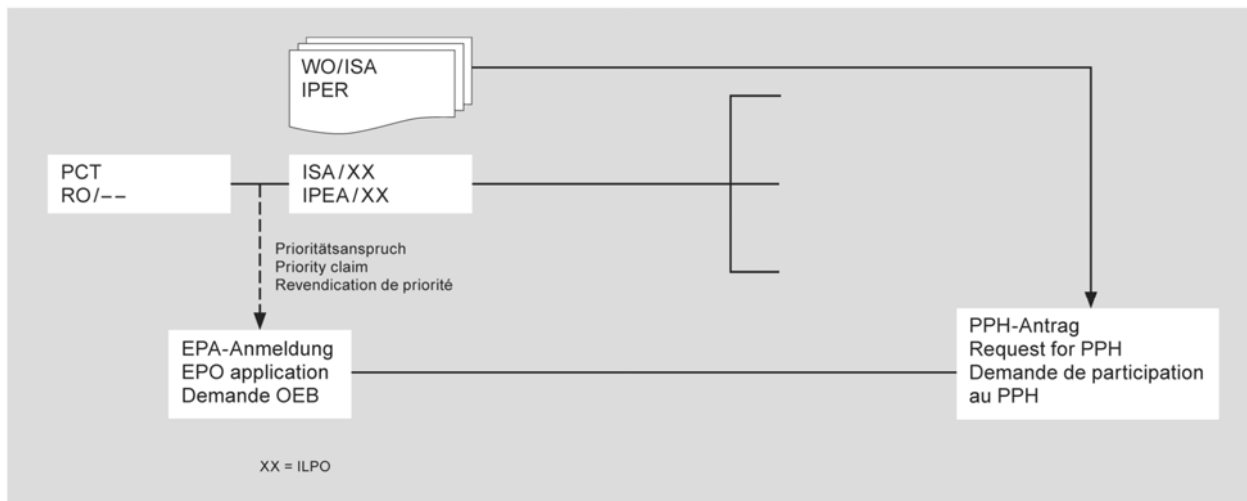 WO/ISA
IPER
PCT
RO/--
ISA/XX
IPEA/XX
Prioritätsanspruch
Priority claim
Revendication de priorité
EPA-Anmeldung
EPO application
Demande OEB
PPH-Antrag
Request for PPH
Demande de participation
au PPH
XX = ILPO